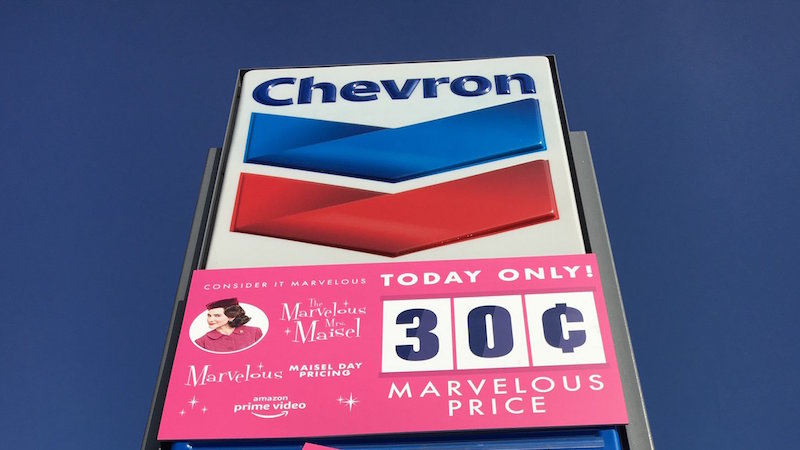 Chevron
CONSIDER IT MARVELOUS
The
Marvelous
Mrs.
Maisel
Marvelous MAISEL DAY
PRICING
amazon
prime video
TODAY ONLY!
30¢
MARVELOUS
PRICE